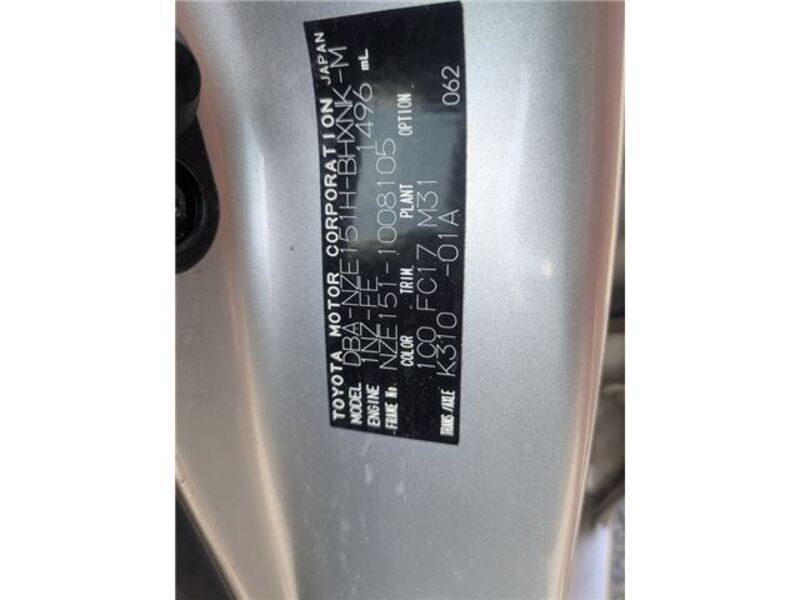 TOYOTA MOTOR CORPORATION JAPAN
MODEL DBA-NZE151H-BHXNK-M
ENGINE 1NZ-FE 1496 mL
FRAME No. NZE151-1008105
COLOR TRIM PLANT OPTION
1C0 FC17 M31
TRANS/AXLE K310 -01A 062